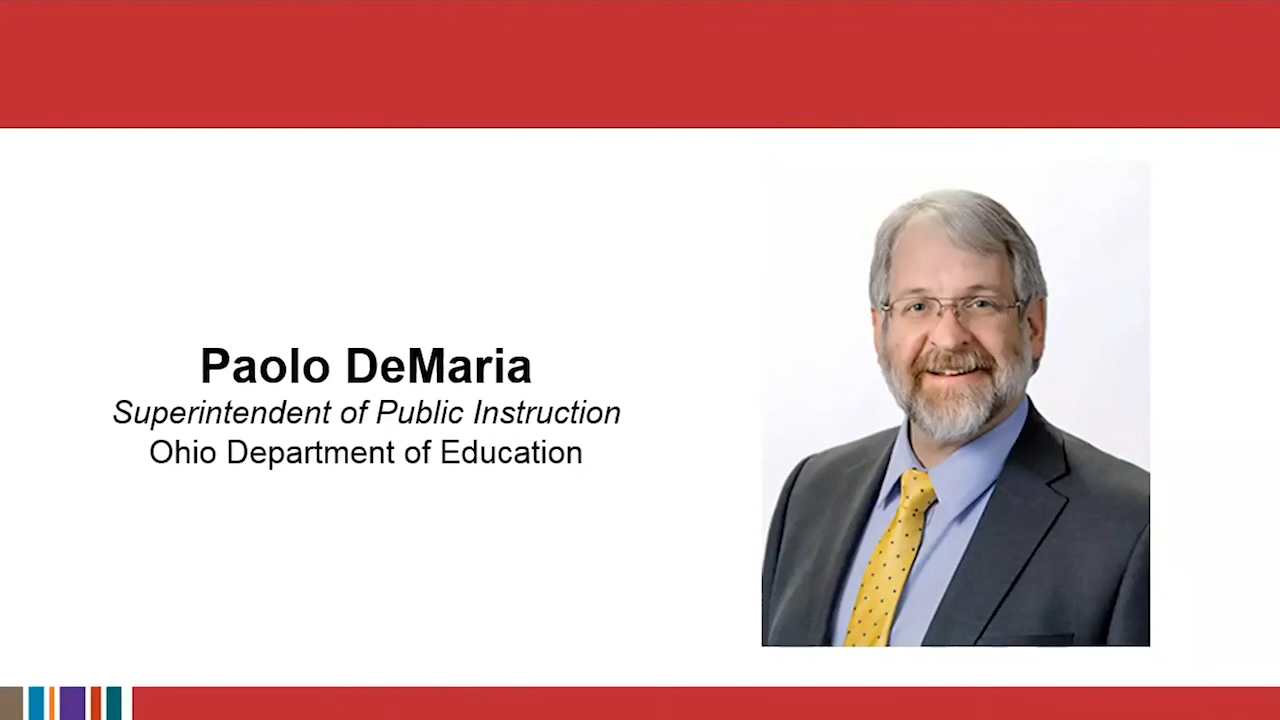 Paolo DeMaria
Superintendent of Public Instruction
Ohio Department of Education